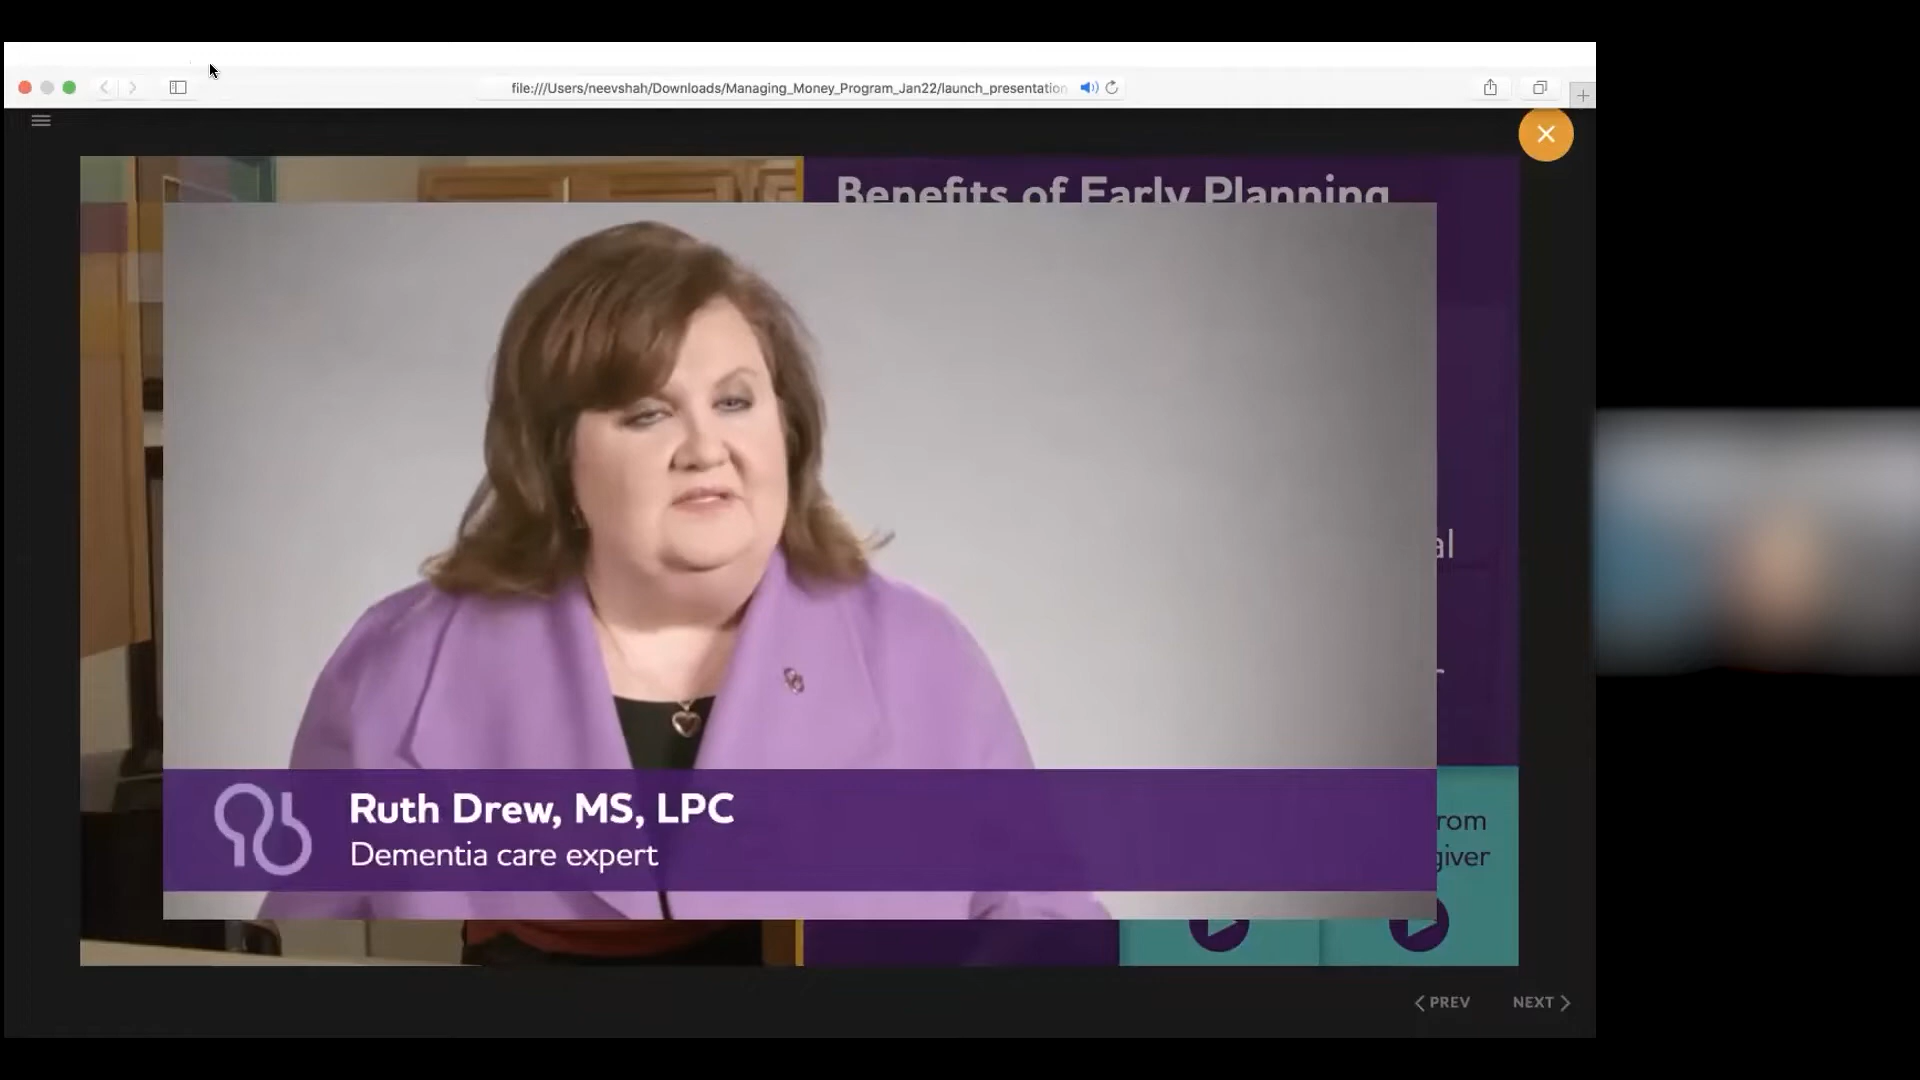 file:///Users/neevshah/Downloads/Managing_Money_Program_Jan22/launch_presentation
Benefits of Early Planning
al
Ruth Drew, MS, LPC
Dementia care expert
rom
giver
PREV
NEXT